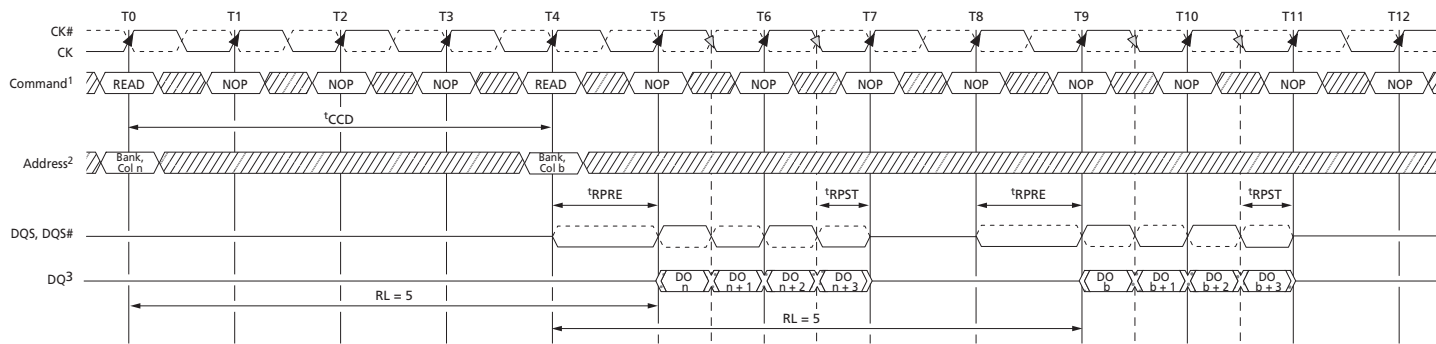 T0 T1 T2 T3 T4 T5 T6 T7 T8 T9 T10 T11 T12
CK#
CK
Command1 READ NOP NOP NOP READ NOP NOP NOP NOP NOP NOP NOP NOP
tCCD
Address2 Bank, Col n Bank, Col b
tRPRE tRPST tRPRE tRPST
DQS, DQS#
DQ3 DO n DO n + 1 DO n + 2 DO n + 3 DO b DO b + 1 DO b + 2 DO b + 3
RL = 5
RL = 5